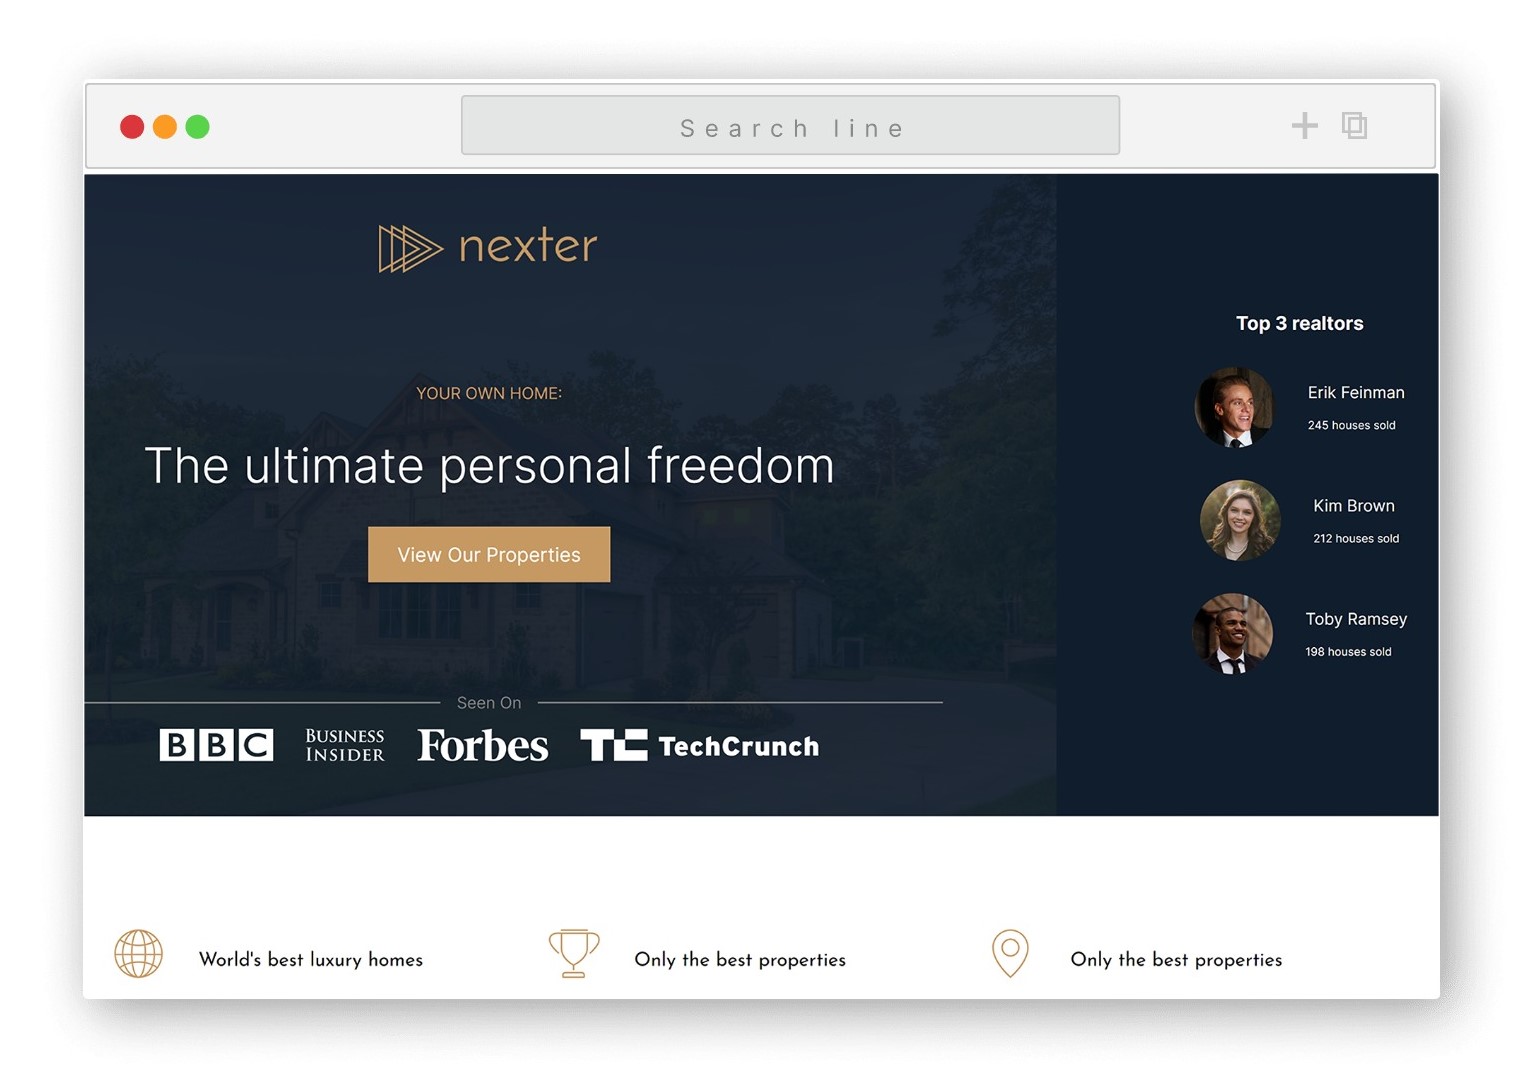 Search line
nexter
YOUR OWN HOME:
The ultimate personal freedom
View Our Properties
Seen On
BBC
BUSINESS
INSIDER
Forbes
TC TechCrunch
Top 3 realtors
Erik Feinman
245 houses sold
Kim Brown
212 houses sold
Toby Ramsey
198 houses sold
World's best luxury homes
Only the best properties
Only the best properties